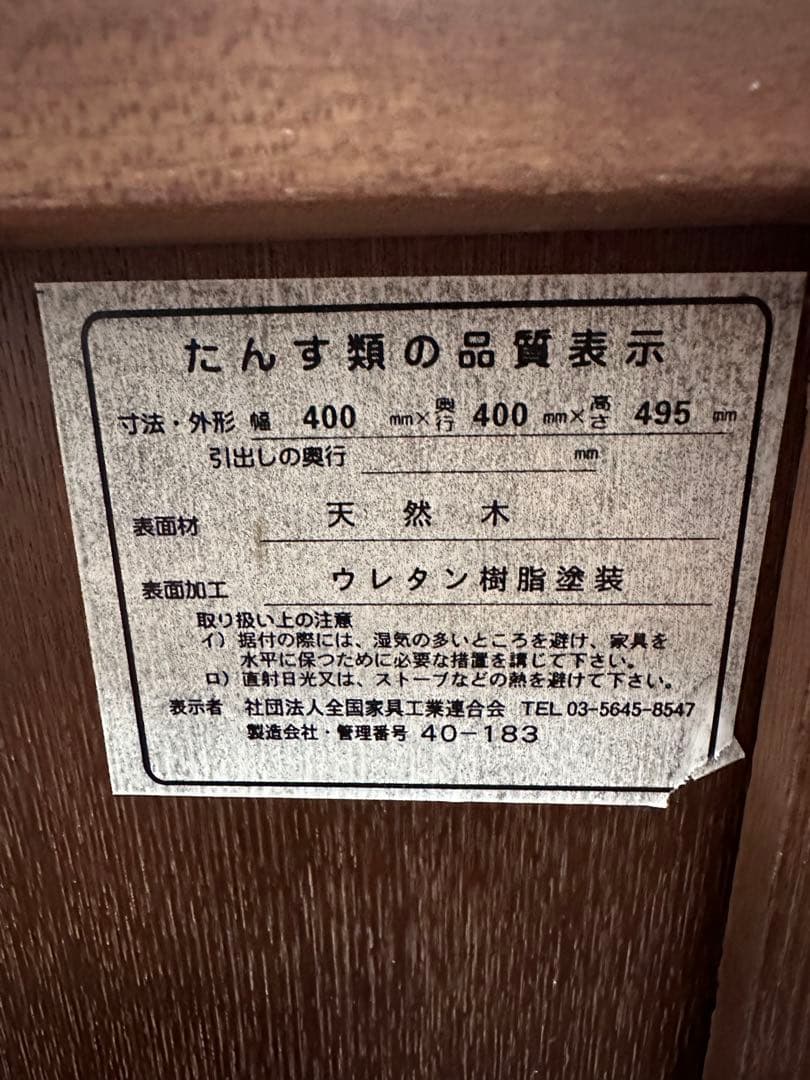 たんす類の品質表示
寸法・外形 幅 400 mm×奥行 400 mm×高さ 495 mm
引出しの奥行 mm
表面材 天然木
表面加工 ウレタン樹脂塗装
取り扱い上の注意
イ）据付の際には、湿気の多いところを避け、家具を
水平に保つために必要な措置を講じて下さい。
ロ）直射日光又は、ストーブなどの熱を避けて下さい。
表示者 社団法人全国家具工業連合会 TEL 03-5645-8547
製造会社・管理番号 40-183